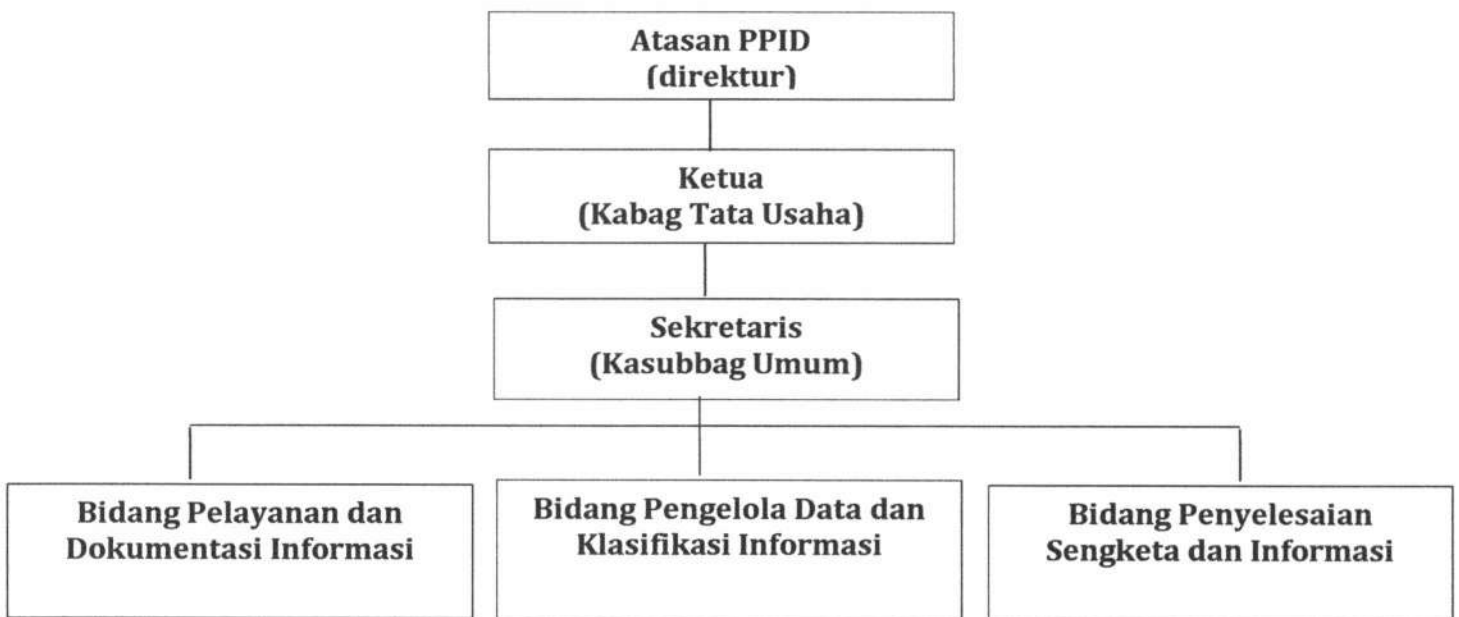 Atasan PPID
(direktur)
Ketua
(Kabag Tata Usaha)
Sekretaris
(Kasubbag Umum)
Bidang Pelayanan dan
Dokumentasi Informasi
Bidang Pengelola Data dan
Klasifikasi Informasi
Bidang Penyelesaian
Sengketa dan Informasi